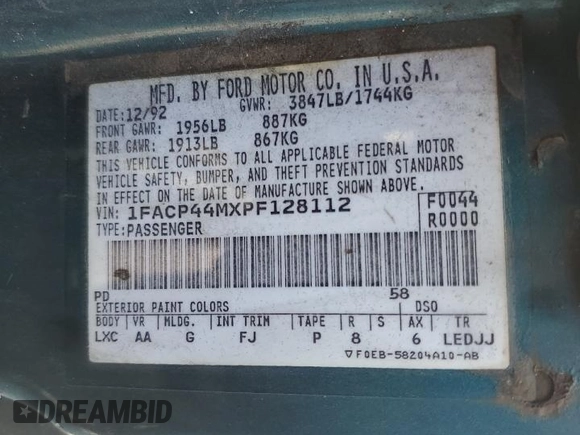 MFD. BY FORD MOTOR CO. IN U.S.A.
DATE: 12/92 GVWR: 3847LB/1744KG
FRONT GAWR: 1956LB 887KG
REAR GAWR: 1913LB 867KG
THIS VEHICLE CONFORMS TO ALL APPLICABLE FEDERAL MOTOR
VEHICLE SAFETY, BUMPER, AND THEFT PREVENTION STANDARDS
IN EFFECT ON THE DATE OF MANUFACTURE SHOWN ABOVE.
VIN: 1FACP44MXPF128112 F0044
TYPE: PASSENGER R0000
PD 58
EXTERIOR PAINT COLORS DSO
BODY VR MLDG. INT TRIM TAPE R S AX TR
LXC AA G FJ P 8 6 LEDJJ
▽F0EB-58204A10-AB
DREAMBID